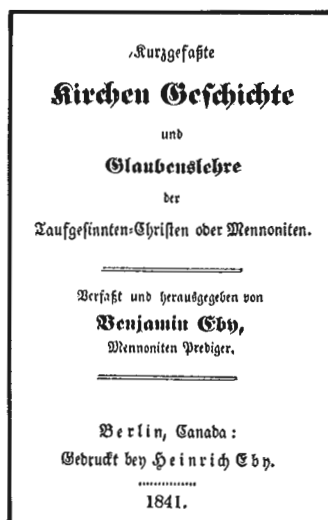 Kurzgefaßte
Kirchen Geschichte
und
Glaubenslehre
der
Taufgesinnten-Christen oder Mennoniten.
Verfaßt und herausgegeben von
Benjamin Eby,
Mennoniten Prediger.
Berlin, Canada:
Gedruckt bey Heinrich Eby.
1841.